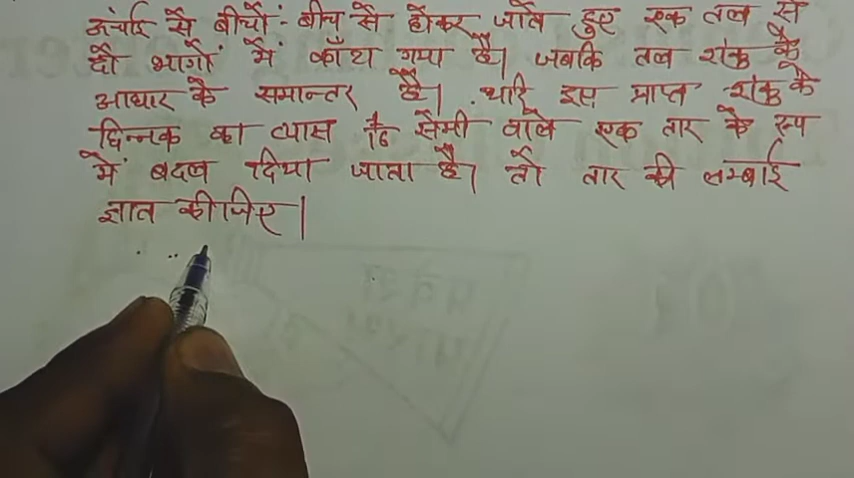 ऊंचाई से बीचों-बीच से होकर जाते हुए एक तल से
दो भागों में काँटा गया है। जबकि तल शंकु के
आधार के समान्तर है। यदि इस प्राप्त शंकु के
छिन्नक का व्यास 1/16 सेमी वाले एक तार के रूप
में बदल दिया जाता है। तो तार की लम्बाई
ज्ञात कीजिए।